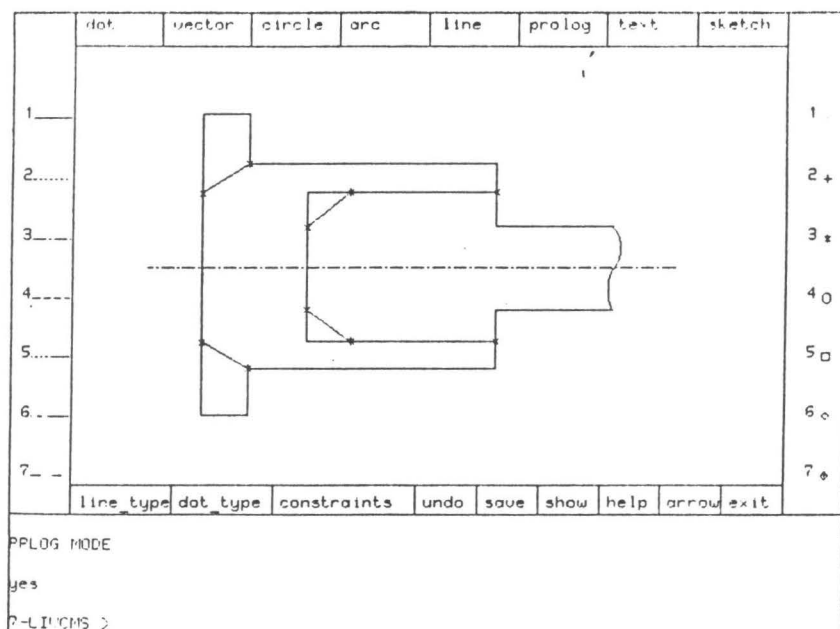 dot vector circle arc line prolog text sketch
1 1
2 2
3 3
4 4
5 5
6 6
7 7
line_type dot_type constraints undo save show help arrow exit
PPLOG MODE
yes